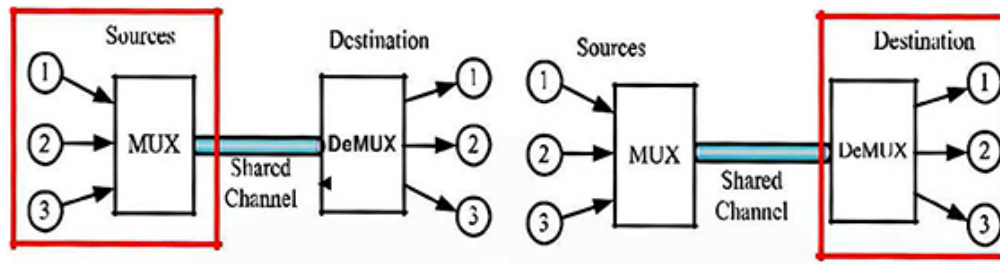 Sources
Destination
1
2
3
MUX
Shared
Channel
DeMUX
1
2
3
Sources
Destination
1
2
3
MUX
Shared
Channel
DeMUX
1
2
3